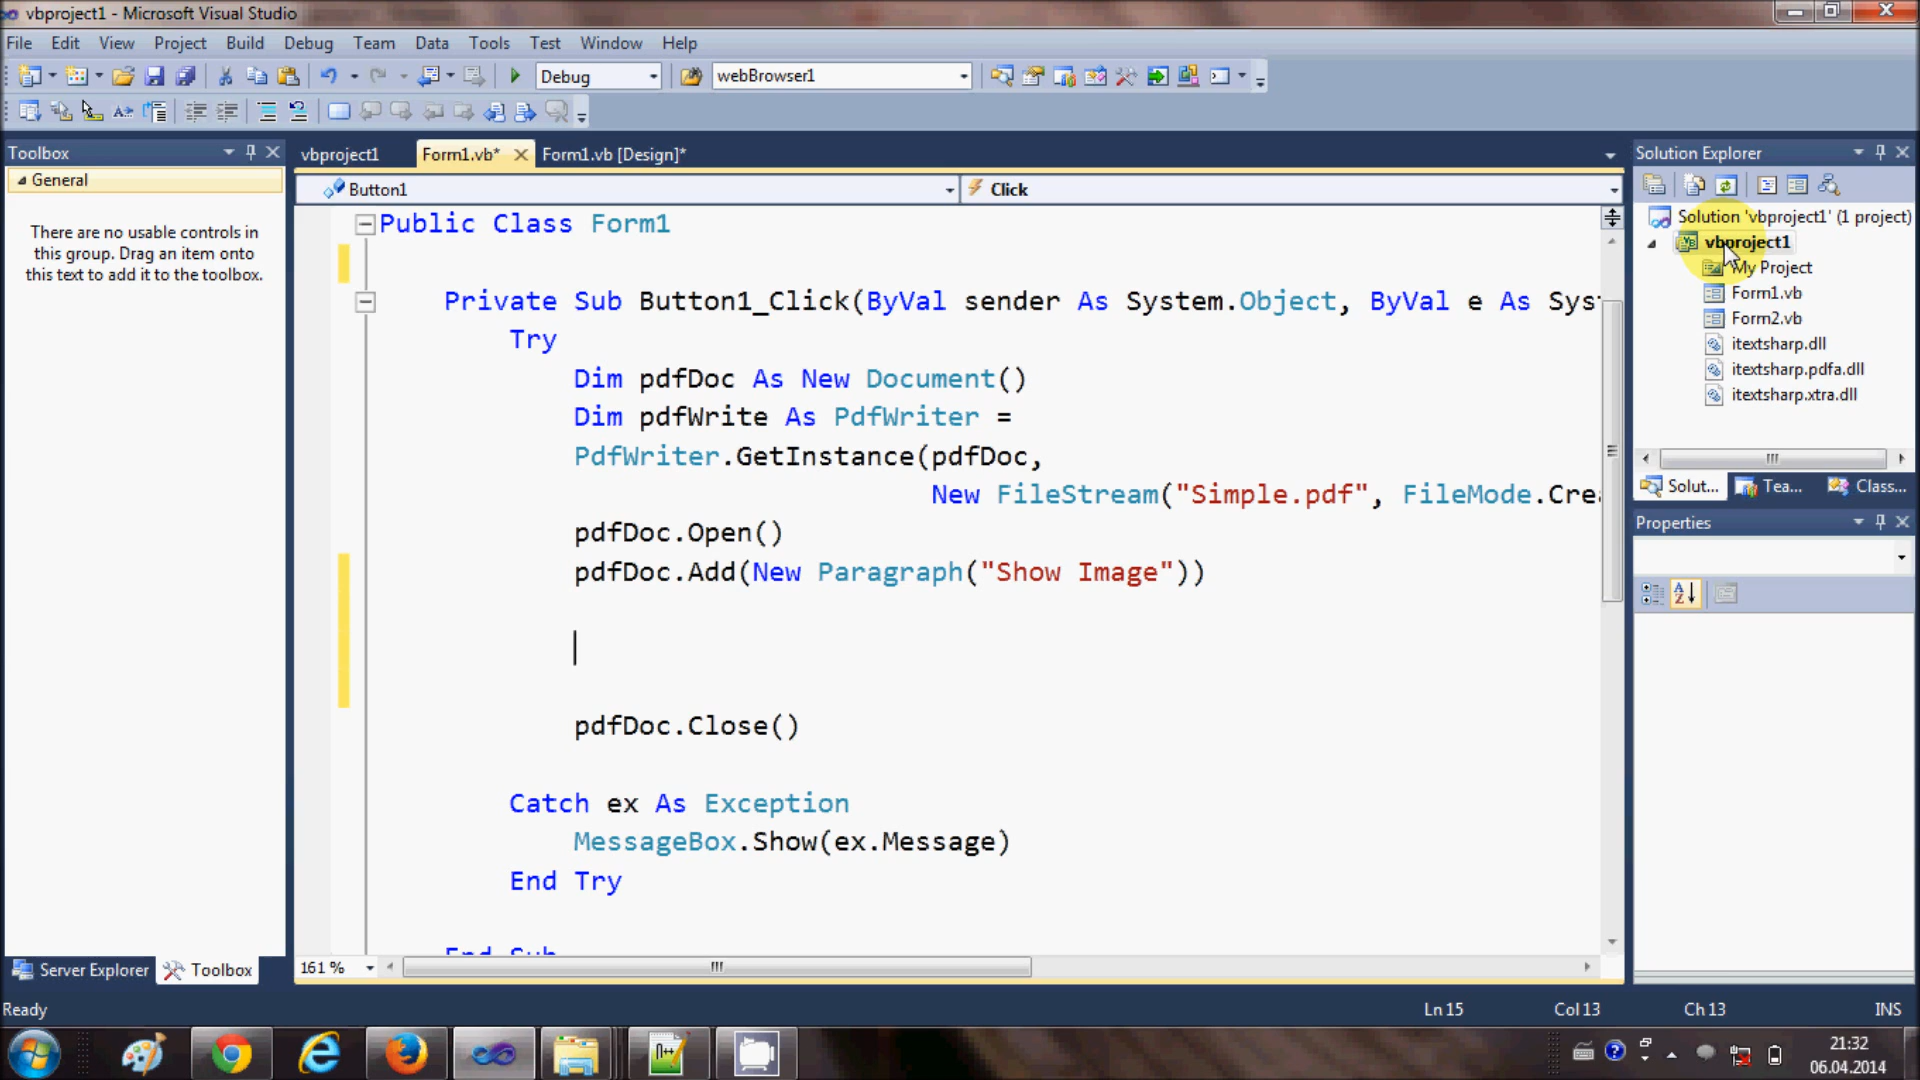 vbproject1 - Microsoft Visual Studio
File Edit View Project Build Debug Team Data Tools Test Window Help
Debug webBrowser1
Toolbox
General
There are no usable controls in
this group. Drag an item onto
this text to add it to the toolbox.
Server Explorer Toolbox
vbproject1 Form1.vb* Form1.vb [Design]*
Button1 Click
Public Class Form1
Private Sub Button1_Click(ByVal sender As System.Object, ByVal e As Sys
Try
Dim pdfDoc As New Document()
Dim pdfWrite As PdfWriter =
PdfWriter.GetInstance(pdfDoc,
New FileStream("Simple.pdf", FileMode.Crea
pdfDoc.Open()
pdfDoc.Add(New Paragraph("Show Image"))
pdfDoc.Close()
Catch ex As Exception
MessageBox.Show(ex.Message)
End Try
End Sub
161 %
Solution Explorer
Solution 'vbproject1' (1 project)
vbproject1
My Project
Form1.vb
Form2.vb
itextsharp.dll
itextsharp.pdfa.dll
itextsharp.xtra.dll
Solut... Tea... Class...
Properties
Ready Ln 15 Col 13 Ch 13 INS
21:32
06.04.2014